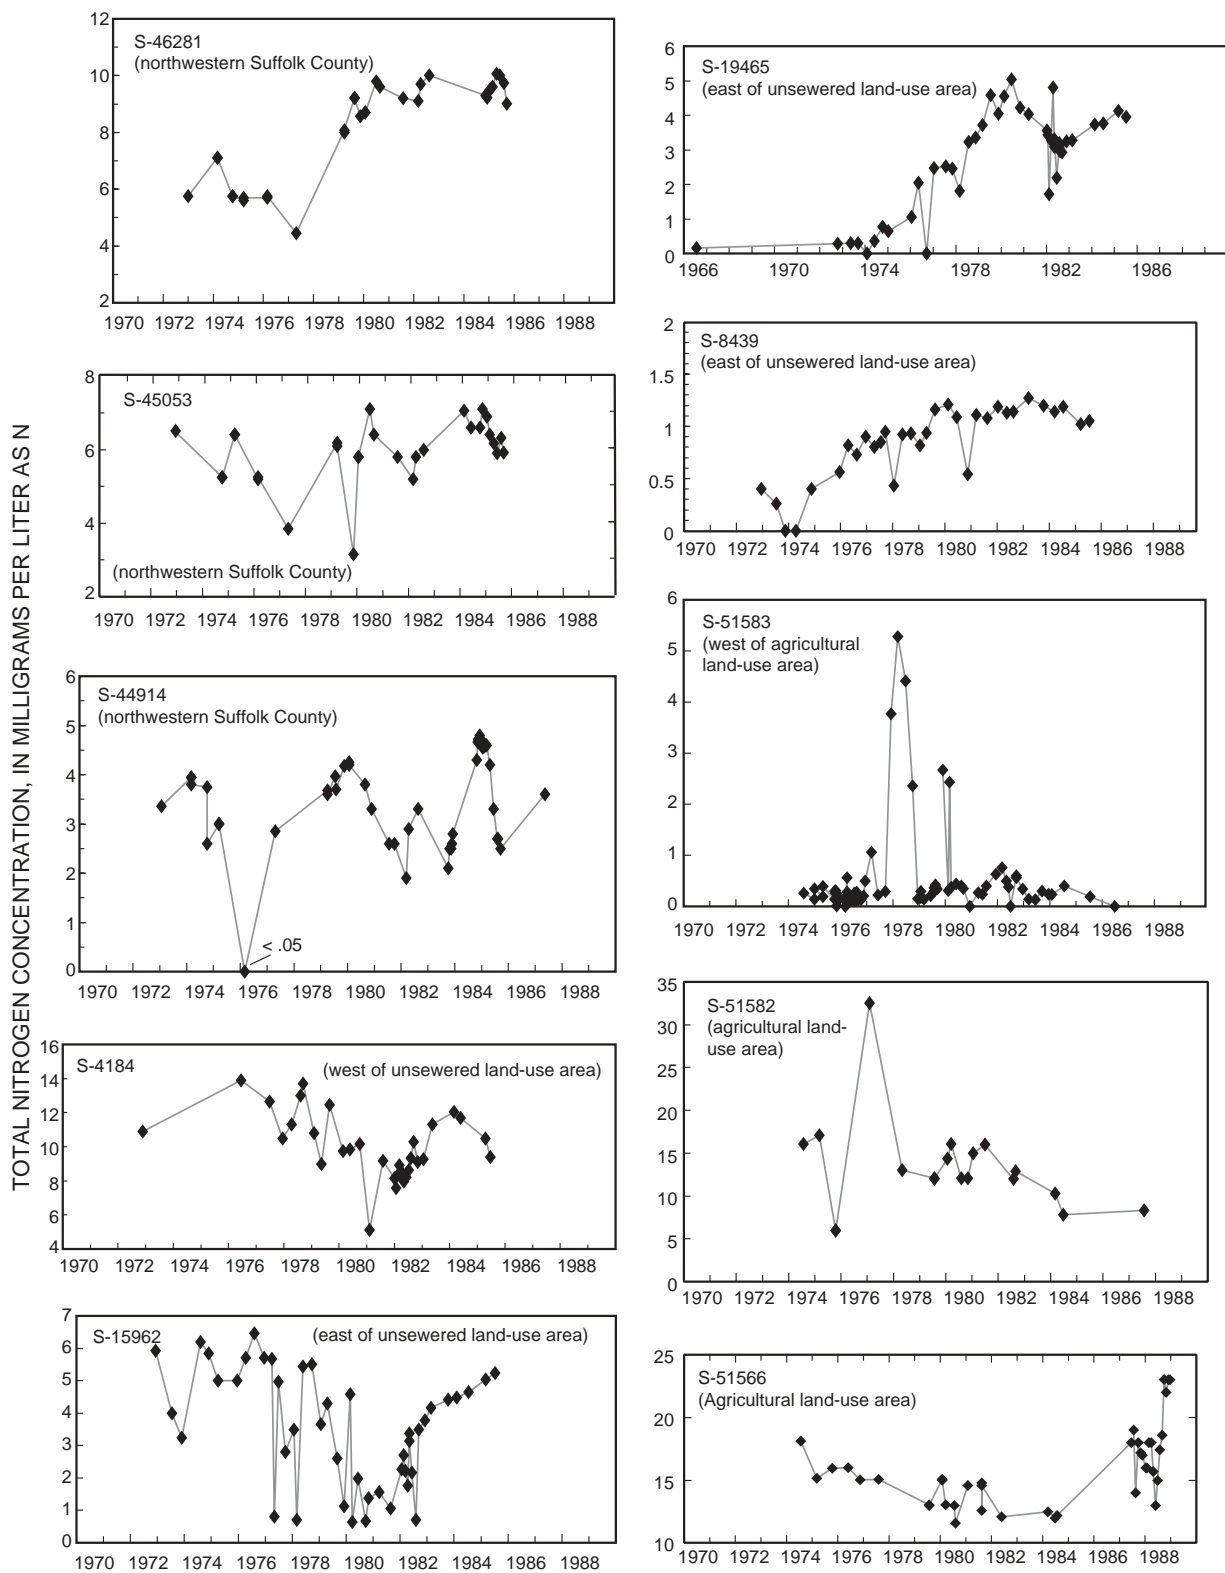 TOTAL NITROGEN CONCENTRATION, IN MILLIGRAMS PER LITER AS N
S-46281
(northwestern Suffolk County)
12
10
8
6
4
2
1970 1972 1974 1976 1978 1980 1982 1984 1986 1988
S-45053
(northwestern Suffolk County)
8
6
4
2
1970 1972 1974 1976 1978 1980 1982 1984 1986 1988
S-44914
(northwestern Suffolk County)
6
5
4
3
2
1
0
< .05
1970 1972 1974 1976 1978 1980 1982 1984 1986 1988
S-4184
(west of unsewered land-use area)
16
14
12
10
8
6
4
1970 1972 1974 1976 1978 1980 1982 1984 1986 1988
S-15962
(east of unsewered land-use area)
7
6
5
4
3
2
1
0
1970 1972 1974 1976 1978 1980 1982 1984 1986 1988
S-19465
(east of unsewered land-use area)
6
5
4
3
2
1
0
1966 1970 1974 1978 1982 1986
S-8439
(east of unsewered land-use area)
2
1.5
1
0.5
0
1970 1972 1974 1976 1978 1980 1982 1984 1986 1988
S-51583
(west of agricultural
land-use area)
6
5
4
3
2
1
0
1970 1972 1974 1976 1978 1980 1982 1984 1986 1988
S-51582
(agricultural land-
use area)
35
30
25
20
15
10
5
0
1970 1972 1974 1976 1978 1980 1982 1984 1986 1988
S-51566
(Agricultural land-use area)
25
20
15
10
1970 1972 1974 1976 1978 1980 1982 1984 1986 1988